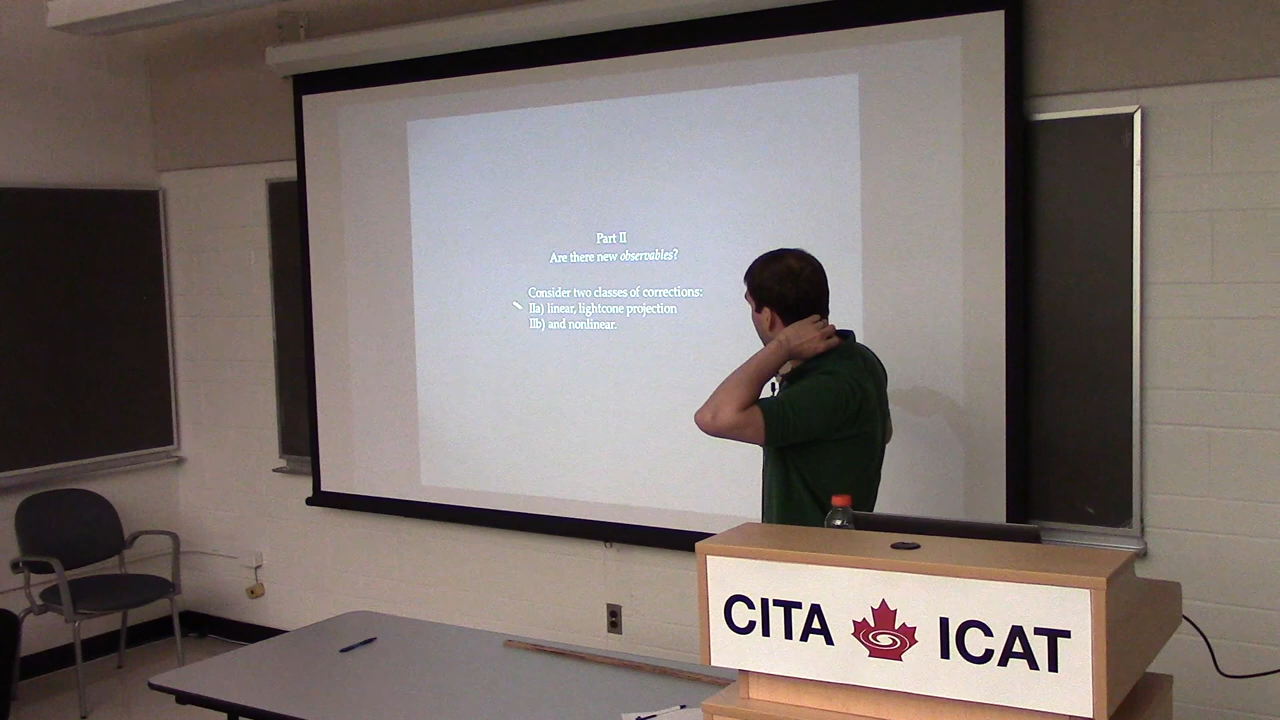 Part II
Are there new observables?
Consider two classes of corrections:
IIa) linear, lightcone projection
IIb) and nonlinear.
CITA ICAT